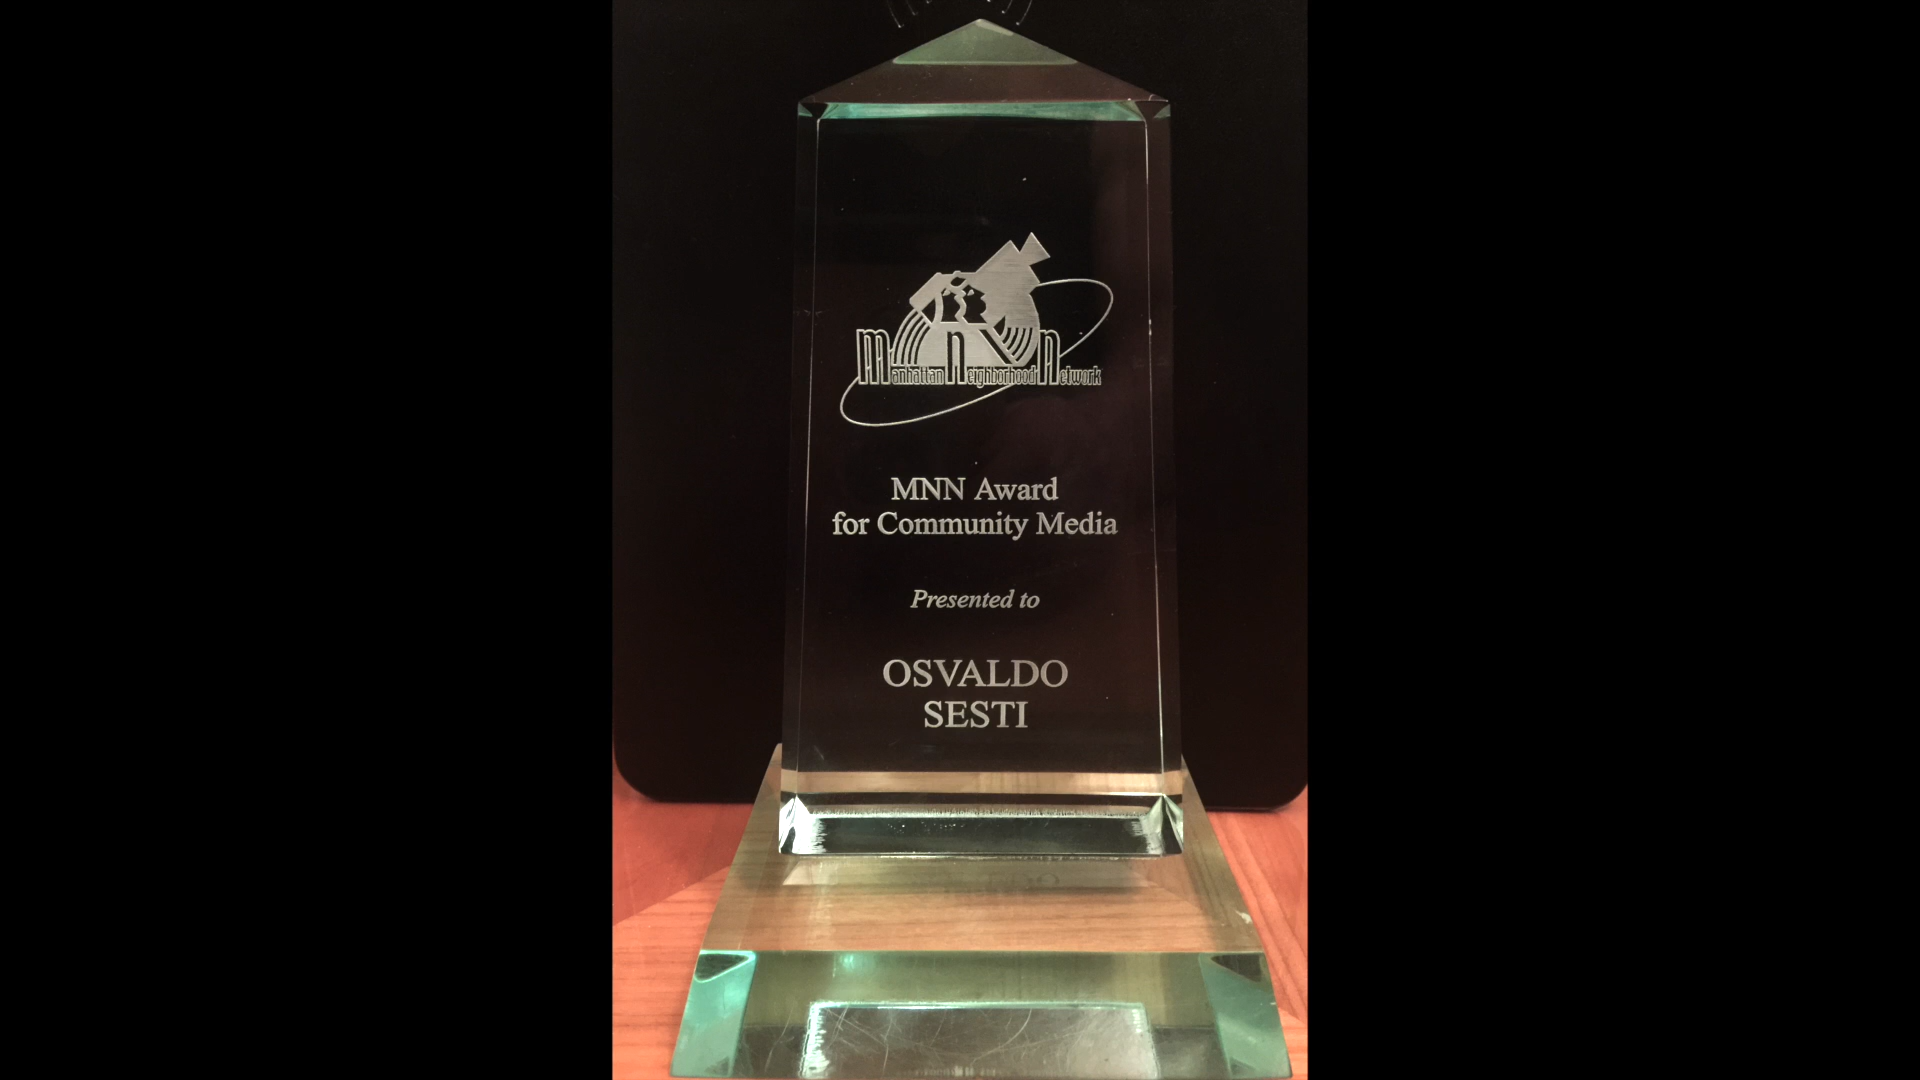 Manhattan Neighborhood Network
MNN Award
for Community Media
Presented to
OSVALDO
SESTI